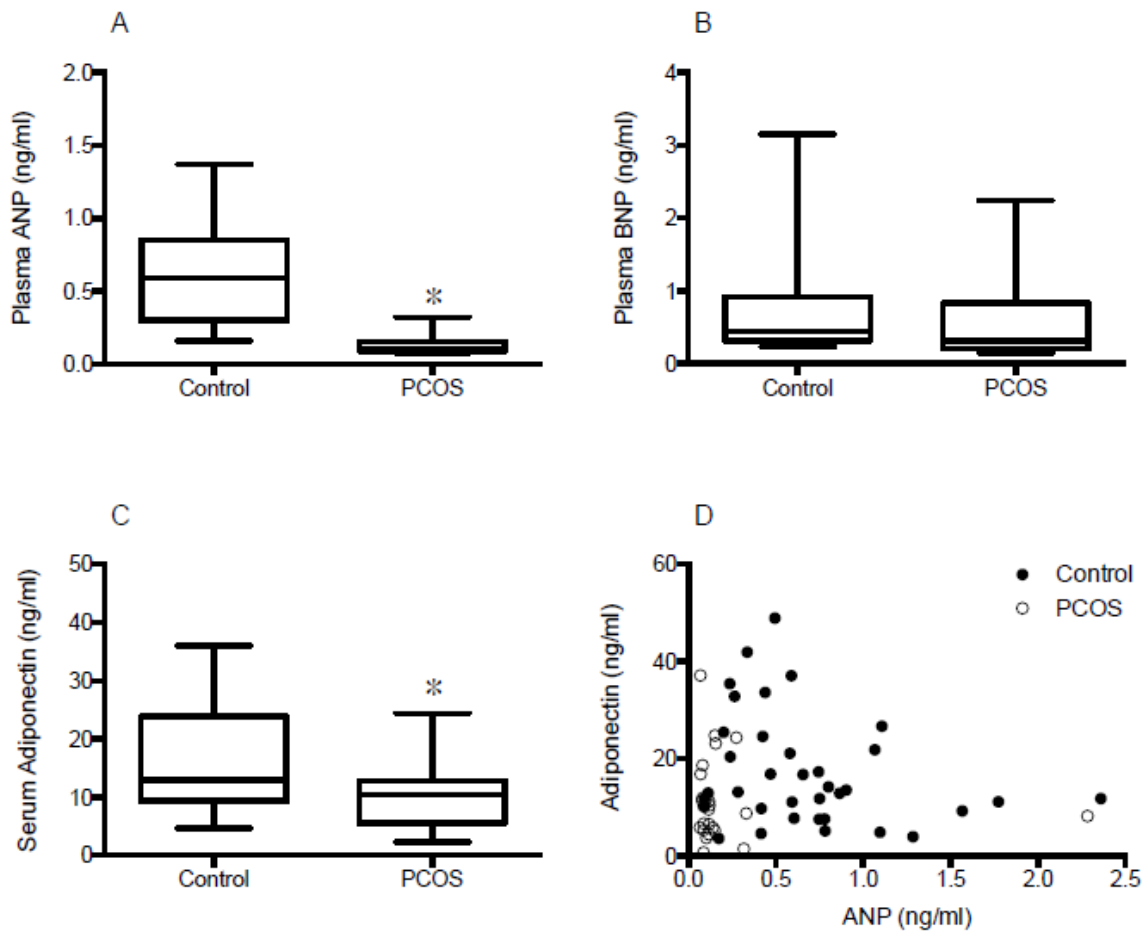 A
Plasma ANP (ng/ml)
2.0
1.5
1.0
0.5
0.0
*
Control
PCOS
B
Plasma BNP (ng/ml)
4
3
2
1
0
Control
PCOS
C
Serum Adiponectin (ng/ml)
50
40
30
20
10
0
*
Control
PCOS
D
Adiponectin (ng/ml)
60
40
20
0
Control
PCOS
0.0 0.5 1.0 1.5 2.0 2.5
ANP (ng/ml)